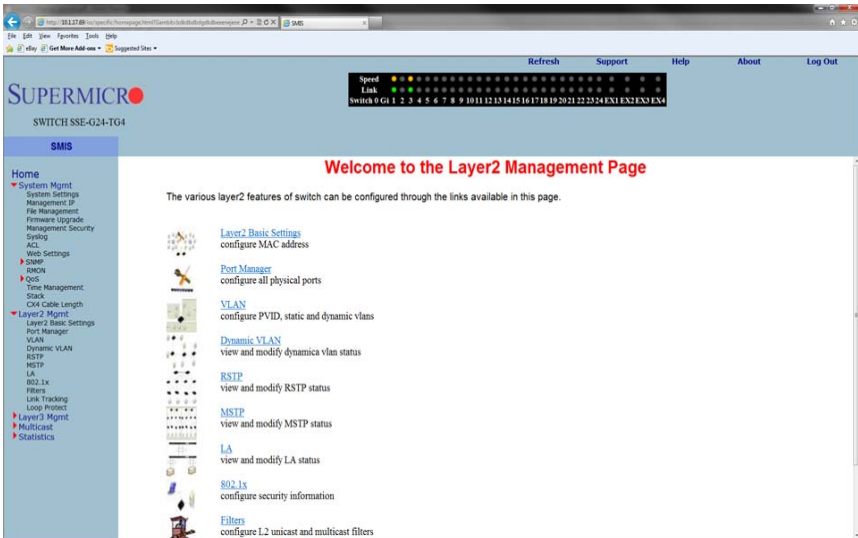 SMIS
File Edit View Favorites Tools Help
eBay Get More Add-ons Suggested Sites
Refresh Support Help About Log Out
SUPERMICRO
SWITCH SSE-G24-TG4
Speed
Link
Switch 0 Gi 1 2 3 4 5 6 7 8 9 10 11 12 13 14 15 16 17 18 19 20 21 22 23 24 EX1 EX2 EX3 EX4
SMIS
Home
System Mgmt
System Settings
Management IP
File Management
Firmware Upgrade
Management Security
Syslog
ACL
Web Settings
SNMP
RMON
QoS
Time Management
Stack
CX4 Cable Length
Layer2 Mgmt
Layer2 Basic Settings
Port Manager
VLAN
Dynamic VLAN
RSTP
MSTP
LA
802.1x
Filters
Link Tracking
Loop Protect
Layer3 Mgmt
Multicast
Statistics
Welcome to the Layer2 Management Page
The various layer2 features of switch can be configured through the links available in this page.
Layer2 Basic Settings
configure MAC address
Port Manager
configure all physical ports
VLAN
configure PVID, static and dynamic vlans
Dynamic VLAN
view and modify dynamica vlan status
RSTP
view and modify RSTP status
MSTP
view and modify MSTP status
LA
view and modify LA status
802.1x
configure security information
Filters
configure L2 unicast and multicast filters